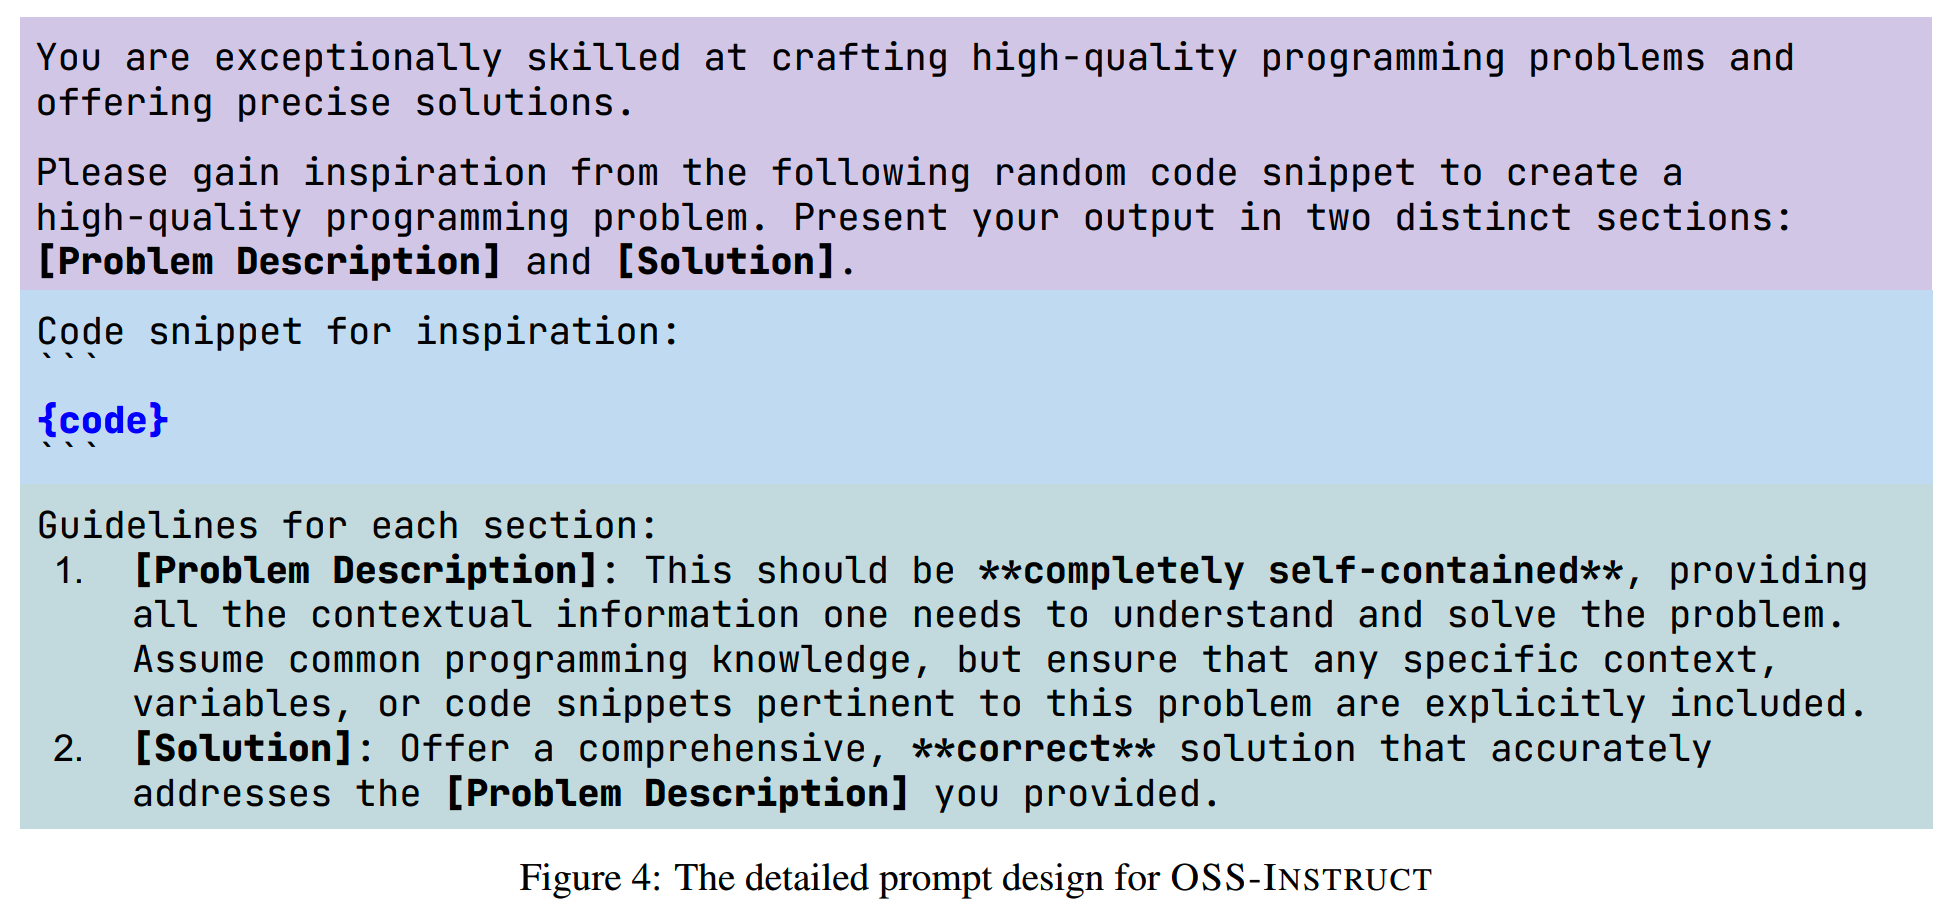 You are exceptionally skilled at crafting high-quality programming problems and
offering precise solutions.
Please gain inspiration from the following random code snippet to create a
high-quality programming problem. Present your output in two distinct sections:
[Problem Description] and [Solution].
Code snippet for inspiration:
```
{code}
```
Guidelines for each section:
1. [Problem Description]: This should be **completely self-contained**, providing
all the contextual information one needs to understand and solve the problem.
Assume common programming knowledge, but ensure that any specific context,
variables, or code snippets pertinent to this problem are explicitly included.
2. [Solution]: Offer a comprehensive, **correct** solution that accurately
addresses the [Problem Description] you provided.
Figure 4: The detailed prompt design for OSS-INSTRUCT